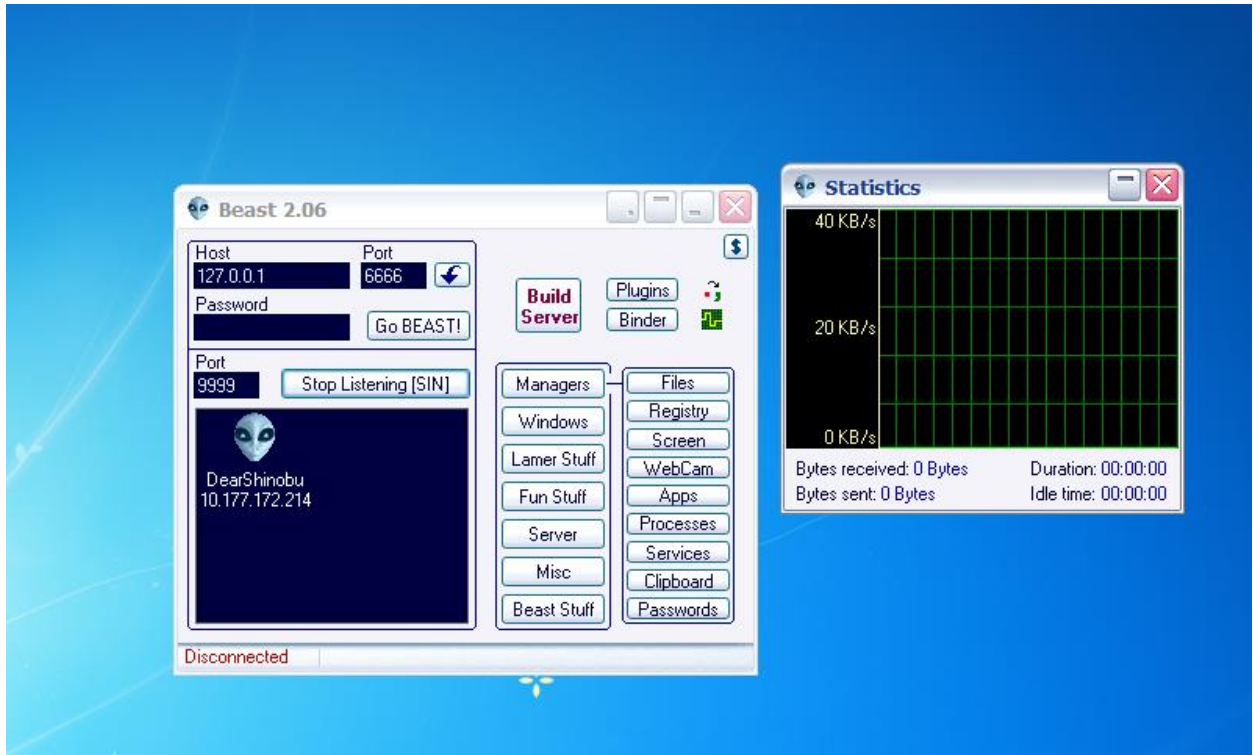 Beast 2.06
$
Host Port
127.0.0.1 6666
Password
Go BEAST!
Port
9999 Stop Listening [SIN]
DearShinobu
10.177.172.214
Build
Server
Plugins
Binder
Managers
Windows
Lamer Stuff
Fun Stuff
Server
Misc
Beast Stuff
Files
Registry
Screen
WebCam
Apps
Processes
Services
Clipboard
Passwords
Disconnected
Statistics
40 KB/s
20 KB/s
0 KB/s
Bytes received: 0 Bytes Duration: 00:00:00
Bytes sent: 0 Bytes Idle time: 00:00:00